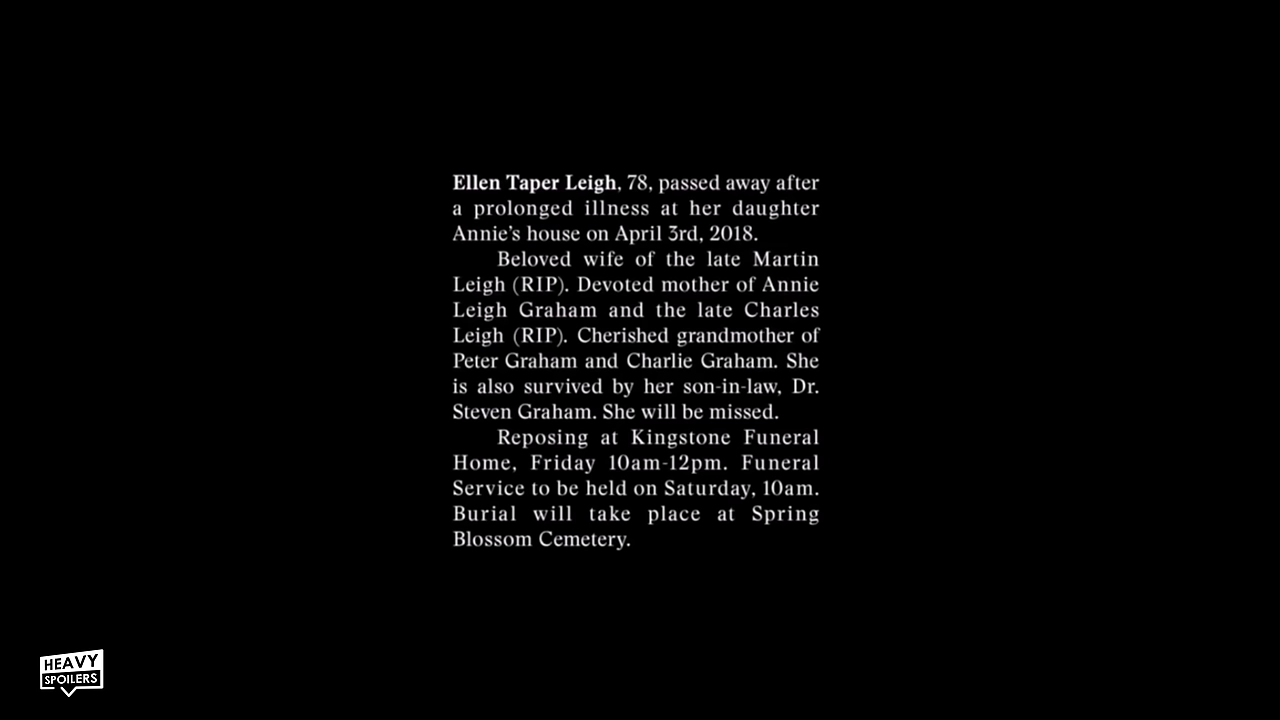 Ellen Taper Leigh, 78, passed away after
a prolonged illness at her daughter
Annie's house on April 3rd, 2018.
Beloved wife of the late Martin
Leigh (RIP). Devoted mother of Annie
Leigh Graham and the late Charles
Leigh (RIP). Cherished grandmother of
Peter Graham and Charlie Graham. She
is also survived by her son-in-law, Dr.
Steven Graham. She will be missed.
Reposing at Kingstone Funeral
Home, Friday 10am-12pm. Funeral
Service to be held on Saturday, 10am.
Burial will take place at Spring
Blossom Cemetery.
HEAVY
SPOILERS